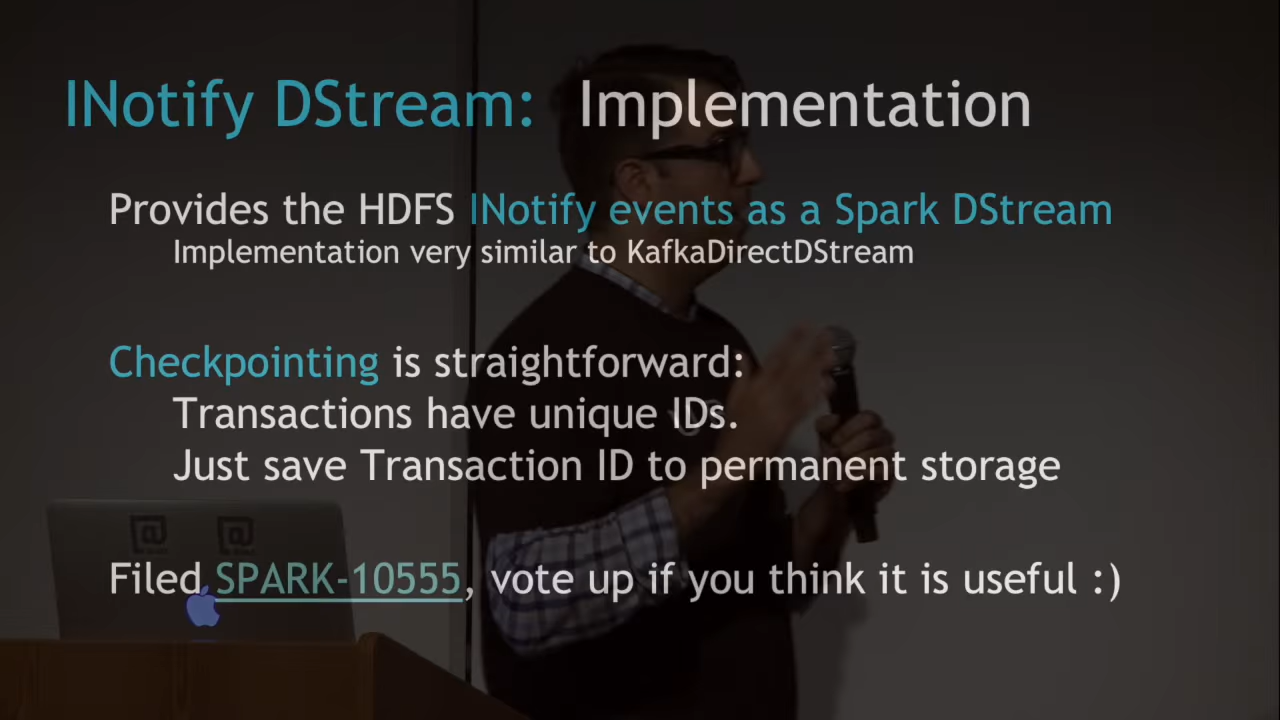 INotify DStream: Implementation
Provides the HDFS INotify events as a Spark DStream
Implementation very similar to KafkaDirectDStream
Checkpointing is straightforward:
Transactions have unique IDs.
Just save Transaction ID to permanent storage
Filed SPARK-10555, vote up if you think it is useful :)